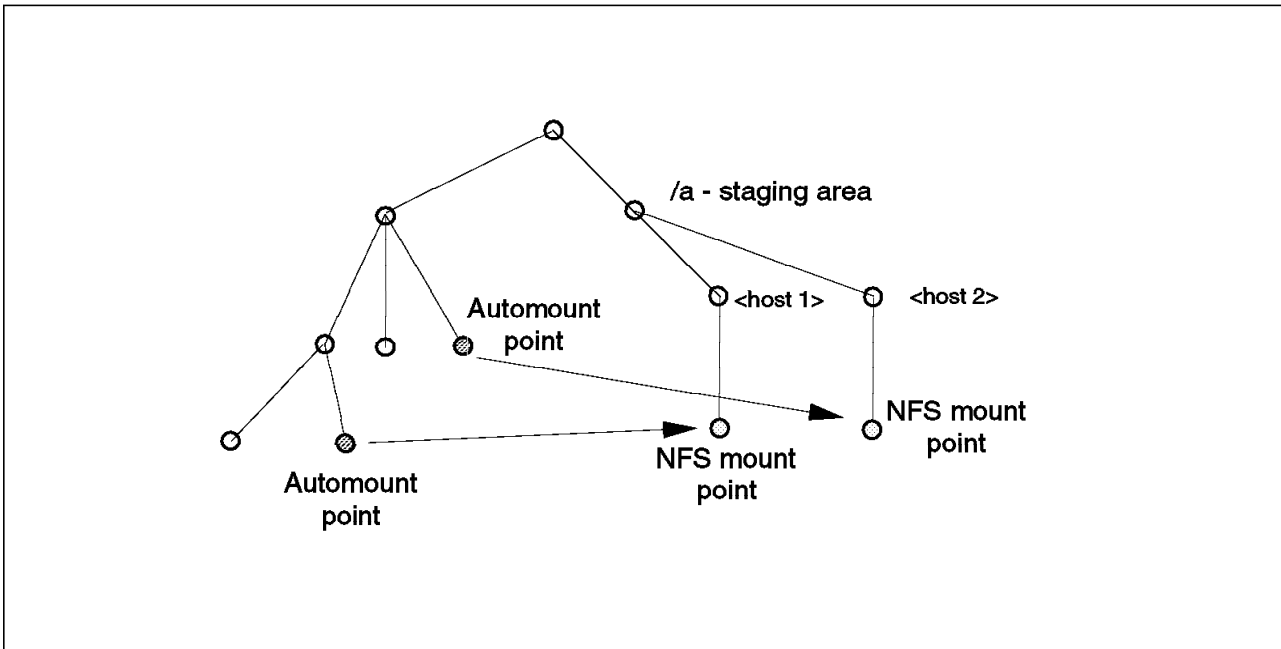 /a - staging area
<host 1>
<host 2>
Automount
point
NFS mount
point
NFS mount
point
Automount
point